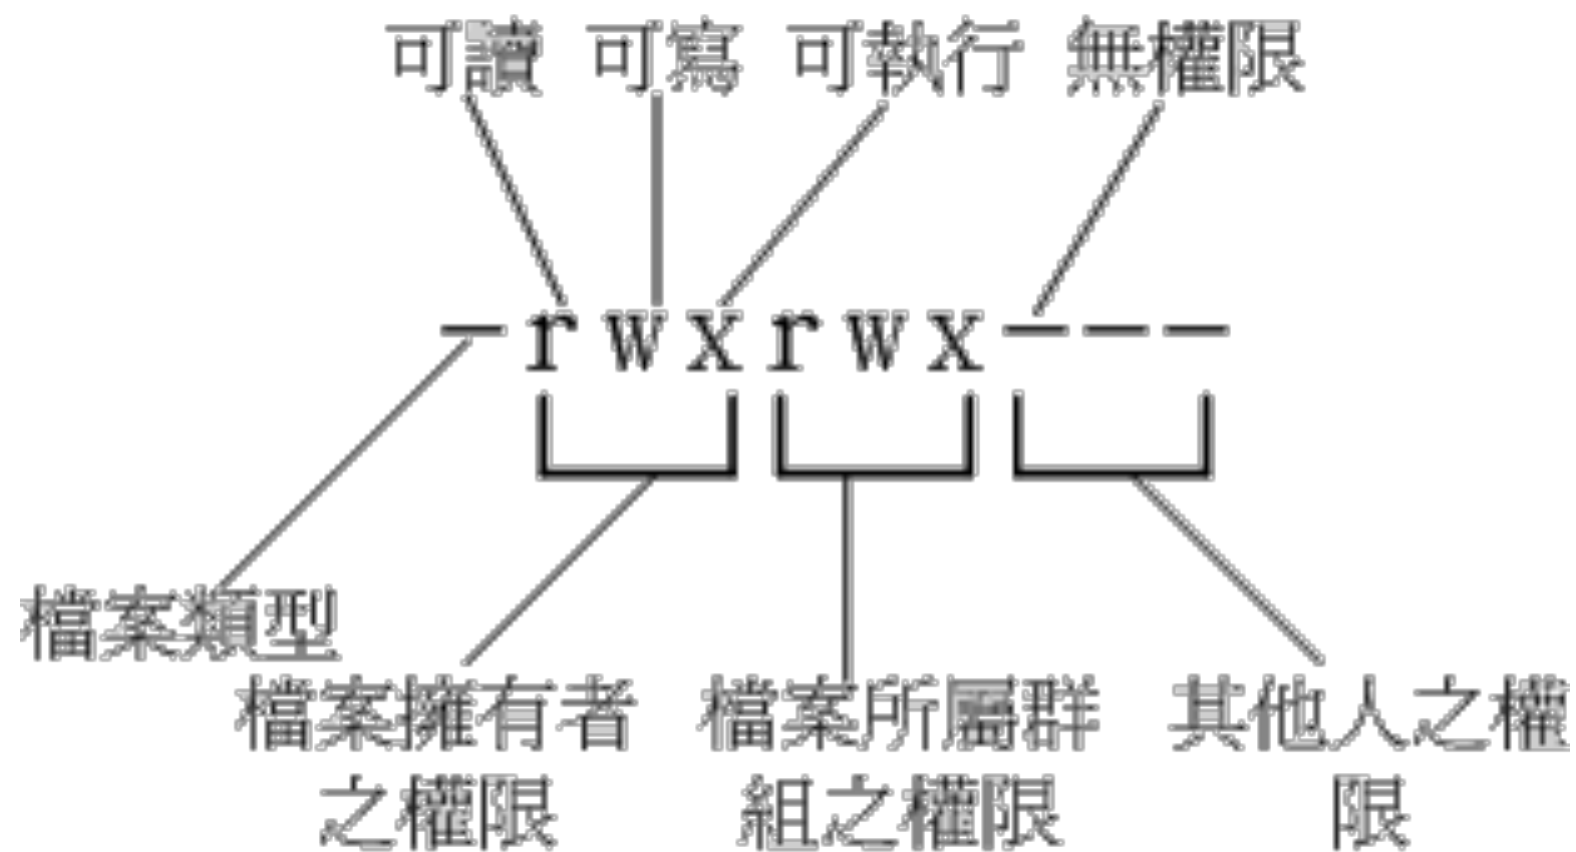 可讀 可寫 可執行 無權限
-rwxrwx---
檔案類型
檔案擁有者
之權限
檔案所屬群
組之權限
其他人之權
限